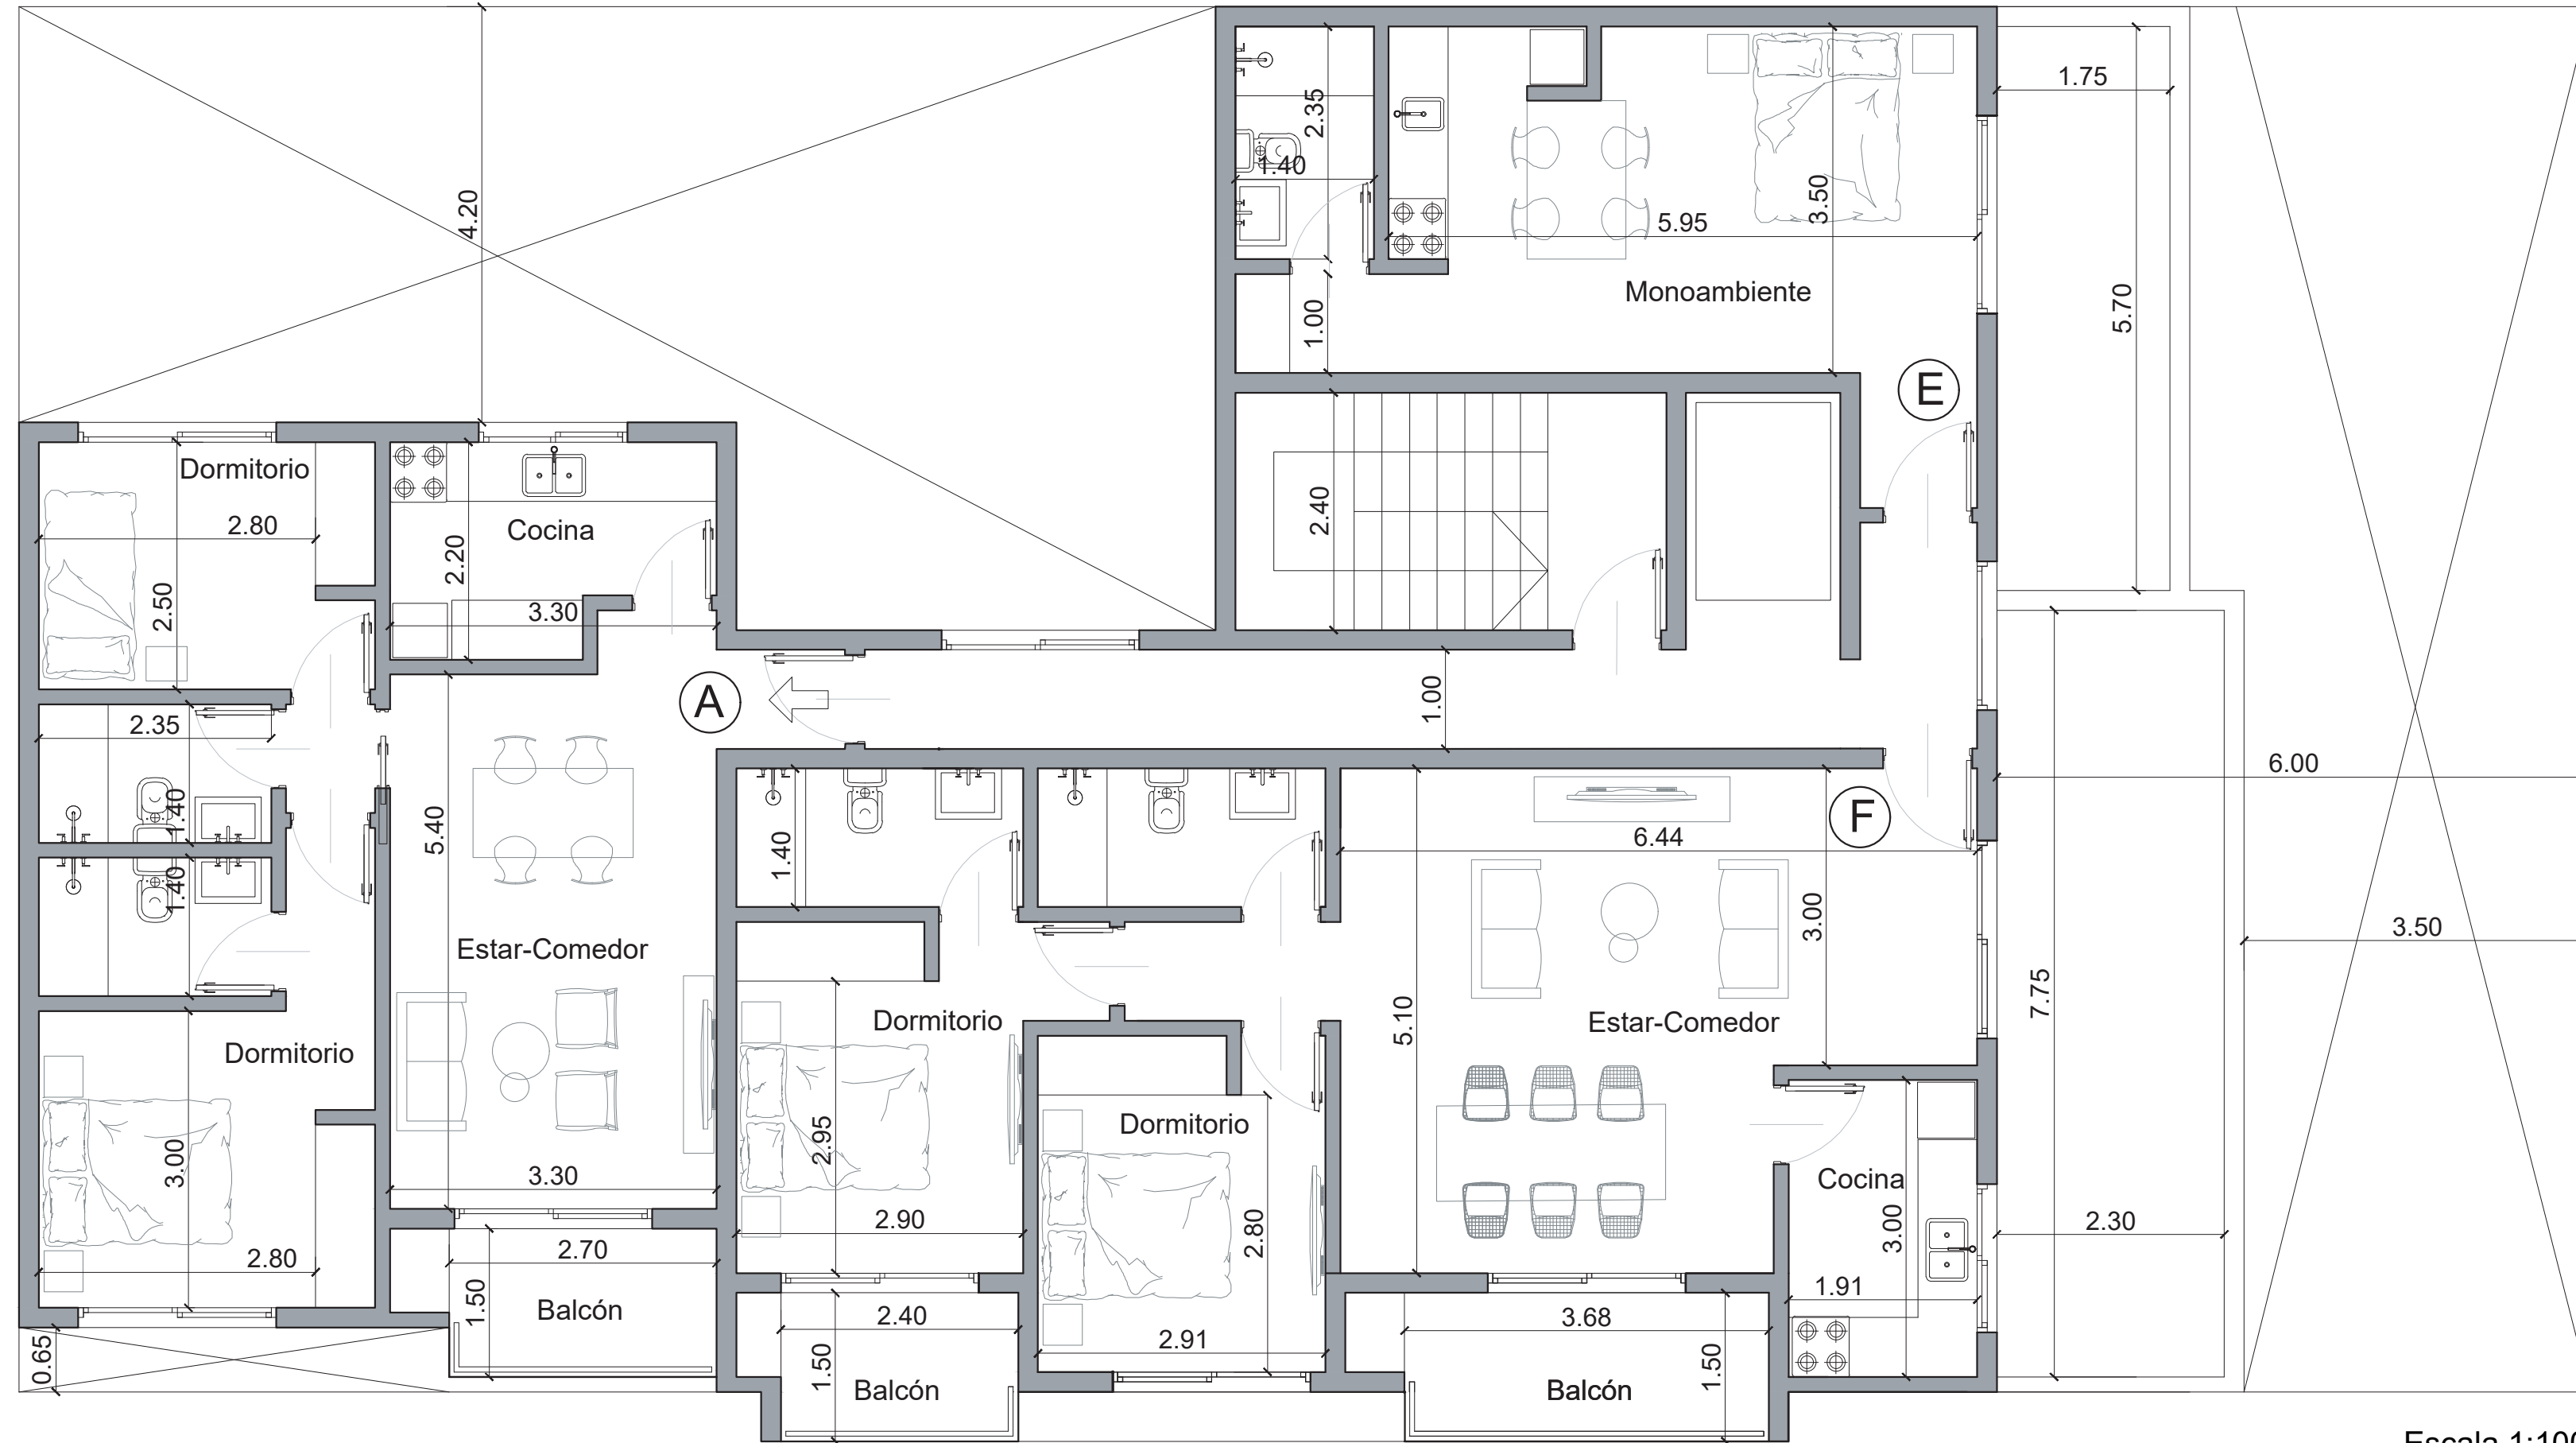 4.20
2.35
1.40
1.00
5.95
3.50
Monoambiente
1.75
5.70
E
Dormitorio
2.80
2.50
Cocina
2.20
3.30
2.40
2.35
1.40
1.40
A
1.00
6.00
3.50
5.40
Estar-Comedor
3.30
1.40
6.44
F
3.00
5.10
Estar-Comedor
7.75
2.30
Dormitorio
3.00
2.80
Dormitorio
2.95
2.90
Dormitorio
2.80
2.91
Cocina
3.00
1.91
2.70
1.50
Balcón
2.40
1.50
Balcón
3.68
1.50
Balcón
0.65
Escala 1:100